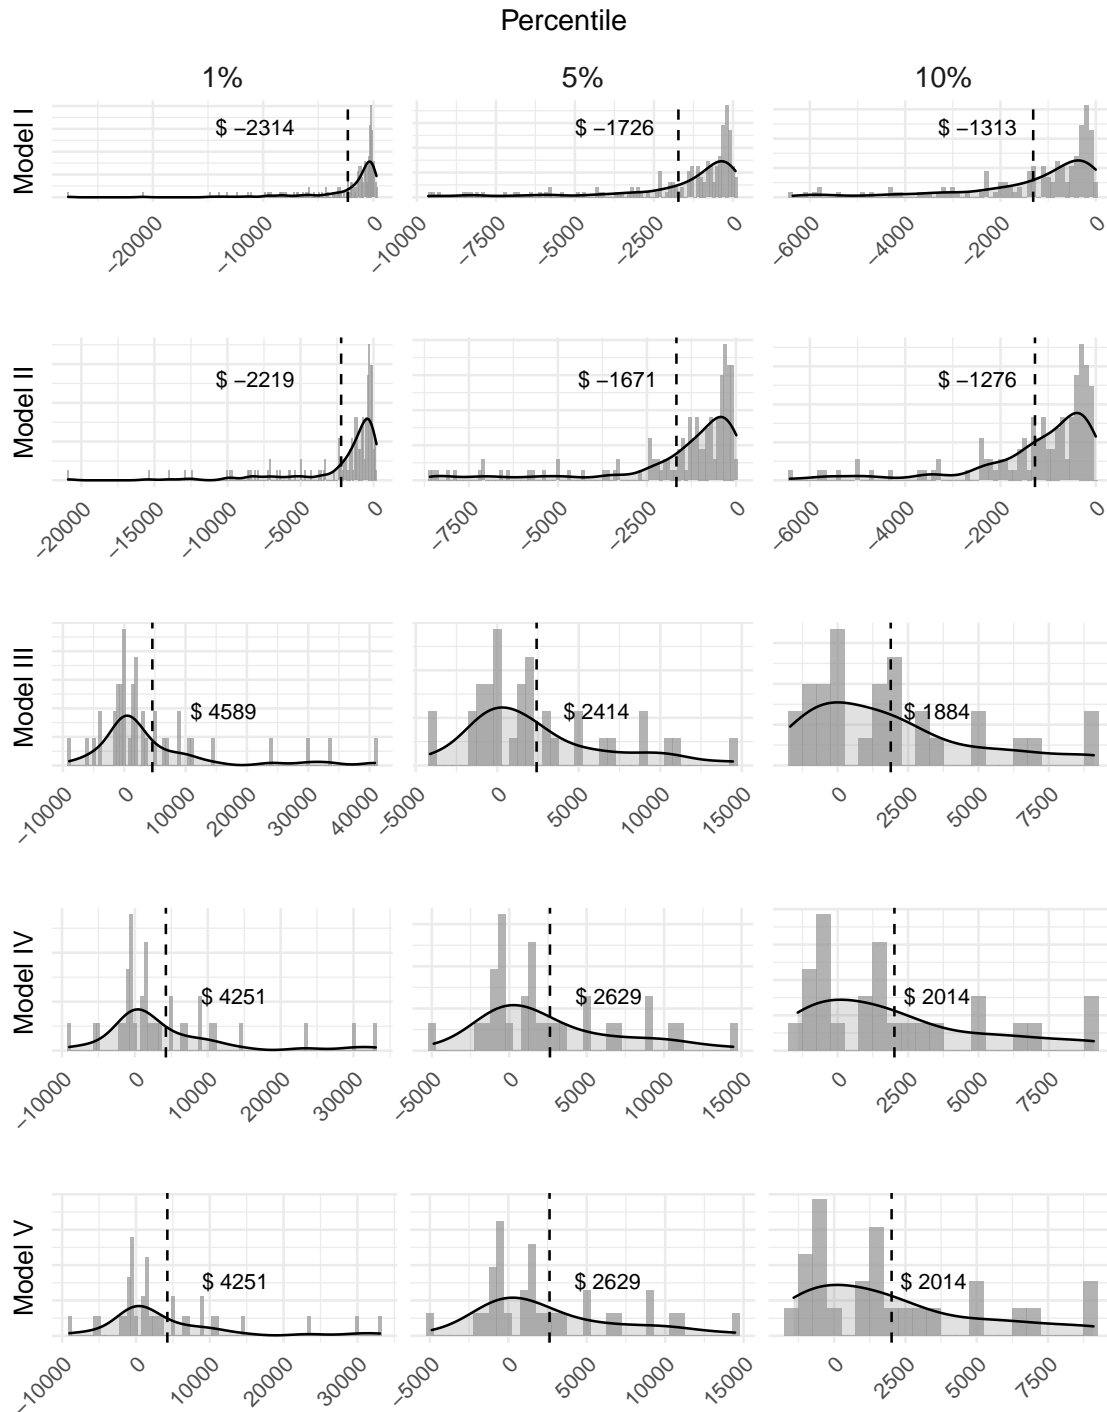 Percentile
1% 5% 10%
Model I
$ −2314 $ −1726 $ −1313
−20000 −10000 0 −10000 −7500 −5000 −2500 0 −6000 −4000 −2000 0
Model II
$ −2219 $ −1671 $ −1276
−20000 −15000 −10000 −5000 0 −7500 −5000 −2500 0 −6000 −4000 −2000 0
Model III
$ 4589 $ 2414 $ 1884
−10000 0 10000 20000 30000 40000 −5000 0 5000 10000 15000 0 2500 5000 7500
Model IV
$ 4251 $ 2629 $ 2014
−10000 0 10000 20000 30000 −5000 0 5000 10000 15000 0 2500 5000 7500
Model V
$ 4251 $ 2629 $ 2014
−10000 0 10000 20000 30000 −5000 0 5000 10000 15000 0 2500 5000 7500